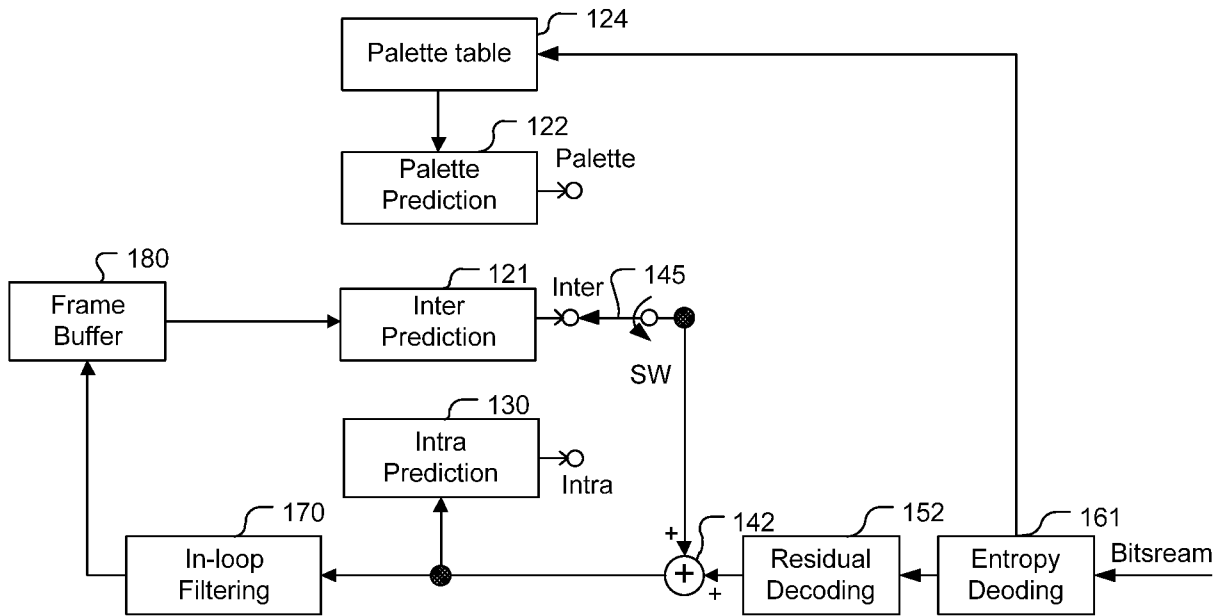 124
Palette table
122
Palette
Palette
Prediction
180
121
Inter
145
Frame
Buffer
Inter
Prediction
SW
130
Intra
Prediction
Intra
170
142
152
161
In-loop
Filtering
+
+
+
Residual
Decoding
Entropy
Deoding
Bitsream